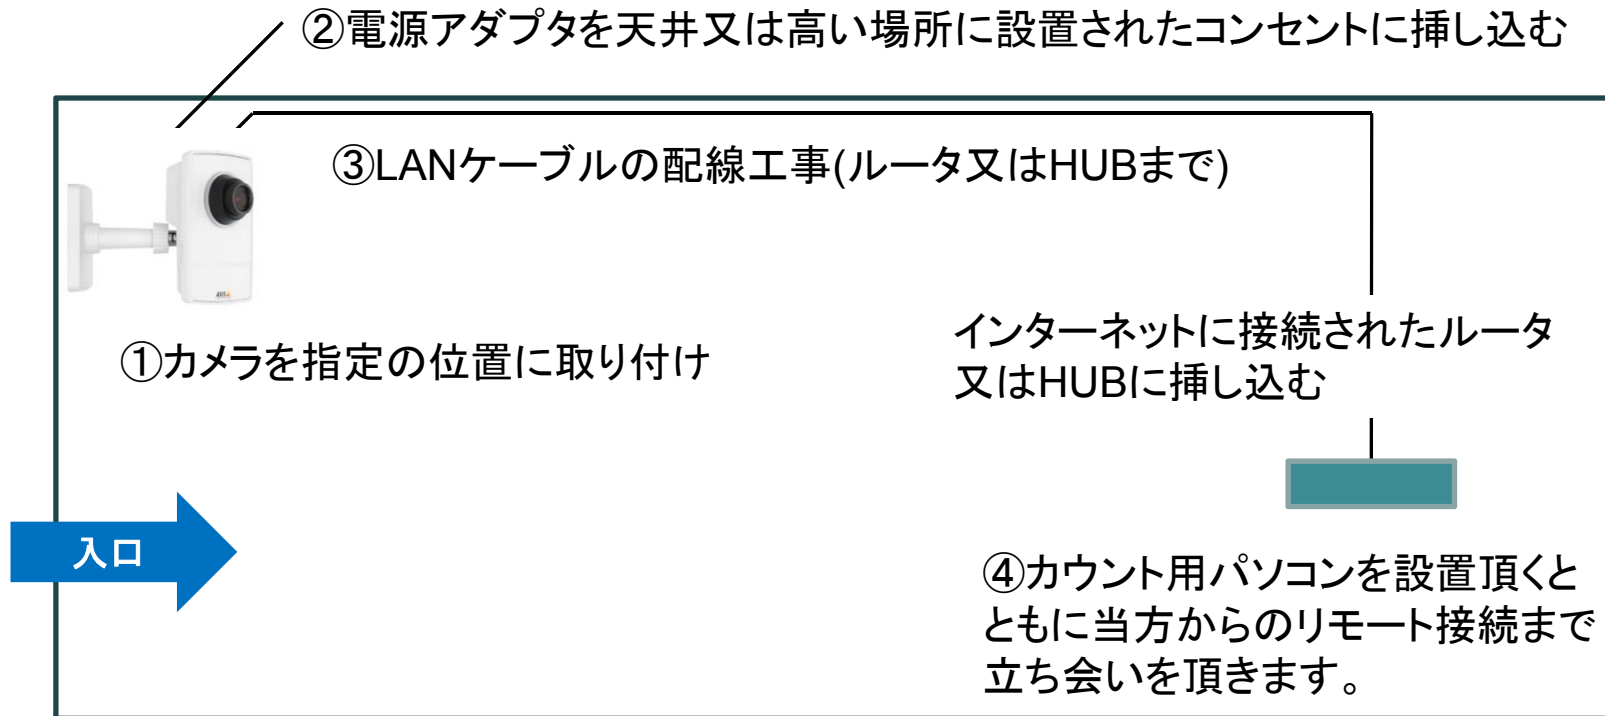 ②電源アダプタを天井又は高い場所に設置されたコンセントに挿し込む
③LANケーブルの配線工事(ルータ又はHUBまで)
AXIS
①カメラを指定の位置に取り付け
インターネットに接続されたルータ
又はHUBに挿し込む
入口
④カウント用パソコンを設置頂くと
ともに当方からのリモート接続まで
立ち会いを頂きます。